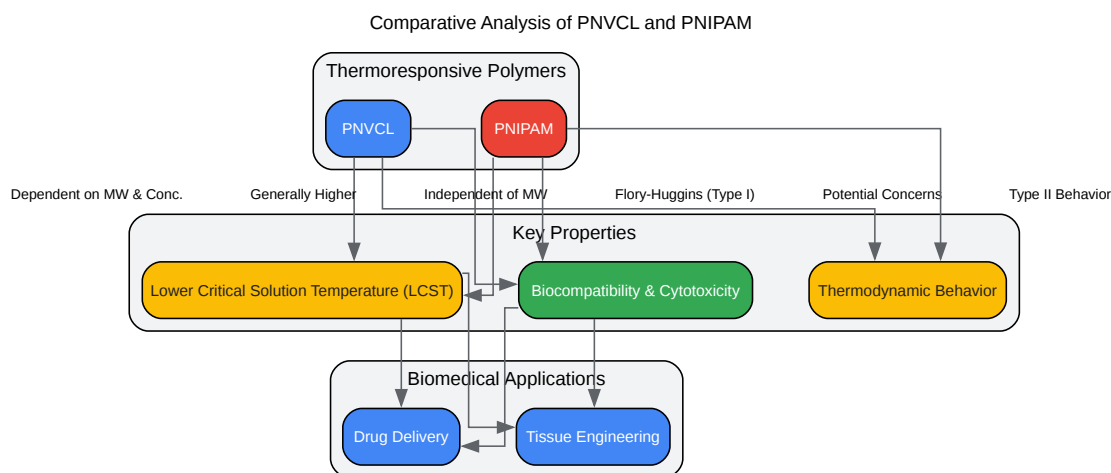 Comparative Analysis of PNVCL and PNIPAM
Thermoresponsive Polymers
PNVCL
PNIPAM
Dependent on MW & Conc.
Generally Higher
Independent of MW
Flory-Huggins (Type I)
Potential Concerns
Type II Behavior
Key Properties
Lower Critical Solution Temperature (LCST)
Biocompatibility & Cytotoxicity
Thermodynamic Behavior
Biomedical Applications
Drug Delivery
Tissue Engineering